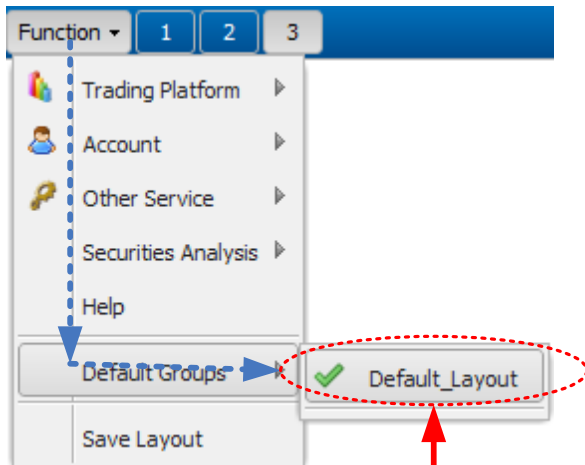 Function 1 2 3
Trading Platform
Account
Other Service
Securities Analysis
Help
Default Groups Default_Layout
Save Layout